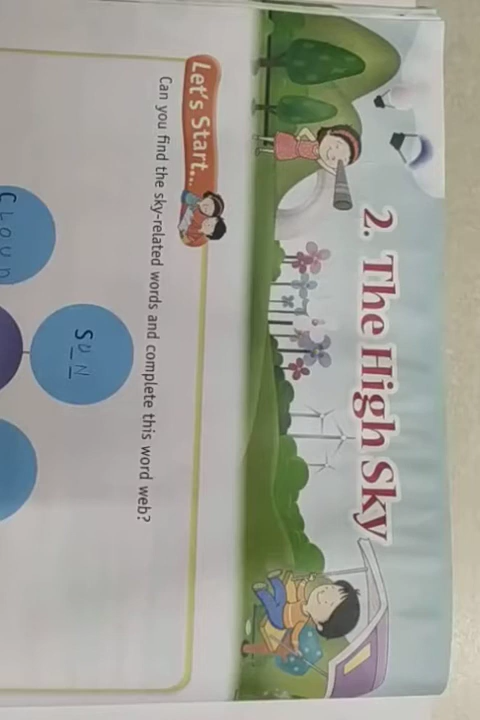 2. The High Sky
Let's Start...
Can you find the sky-related words and complete this word web?
SUN
CLOUD